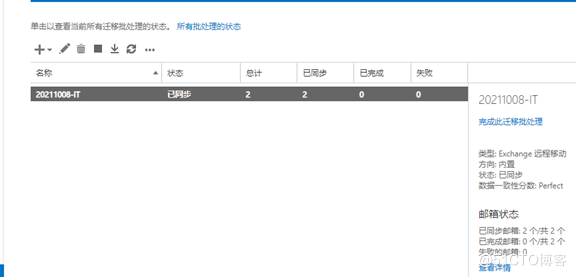 单击以查看当前所有迁移批处理的状态。 所有批处理的状态
名称 状态 总计 已同步 已完成 失败
20211008-IT 已同步 2 2 0 0
20211008-IT
完成此迁移批处理
类型: Exchange 远程移动
方向: 内置
状态: 已同步
数据一致性分数: Perfect
邮箱状态
已同步邮箱: 2 个/共 2 个
已完成邮箱: 0 个/共 2 个
失败的邮箱: 0
查看详情
@51CTO博客